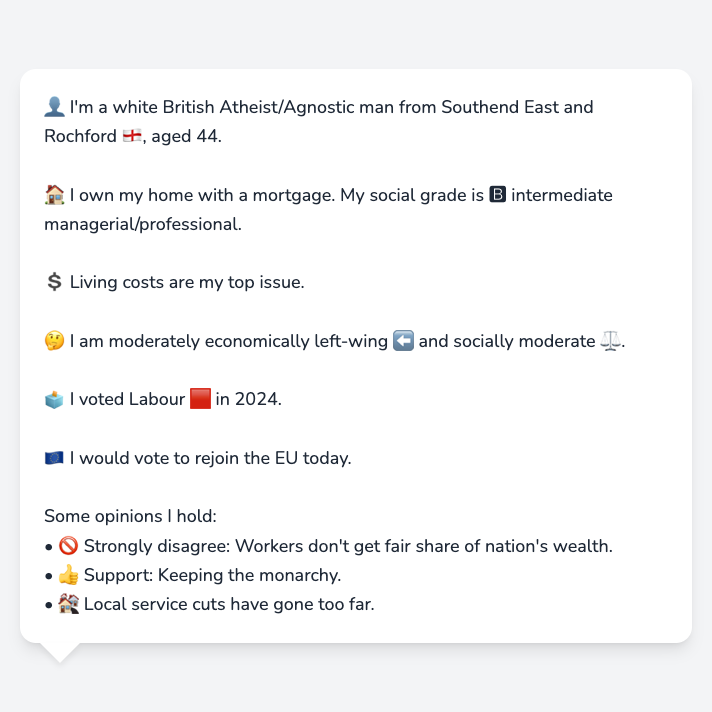 👤 I'm a white British Atheist/Agnostic man from Southend East and
Rochford 🏴󠁧󠁢󠁥󠁮󠁧󠁿, aged 44.
🏠 I own my home with a mortgage. My social grade is 🅱 intermediate
managerial/professional.
💲 Living costs are my top issue.
🤔 I am moderately economically left-wing ⬅️ and socially moderate ⚖️.
🗳️ I voted Labour 🟥 in 2024.
🇪🇺 I would vote to rejoin the EU today.
Some opinions I hold:
• 🚫 Strongly disagree: Workers don't get fair share of nation's wealth.
• 👍 Support: Keeping the monarchy.
• 🏚️ Local service cuts have gone too far.